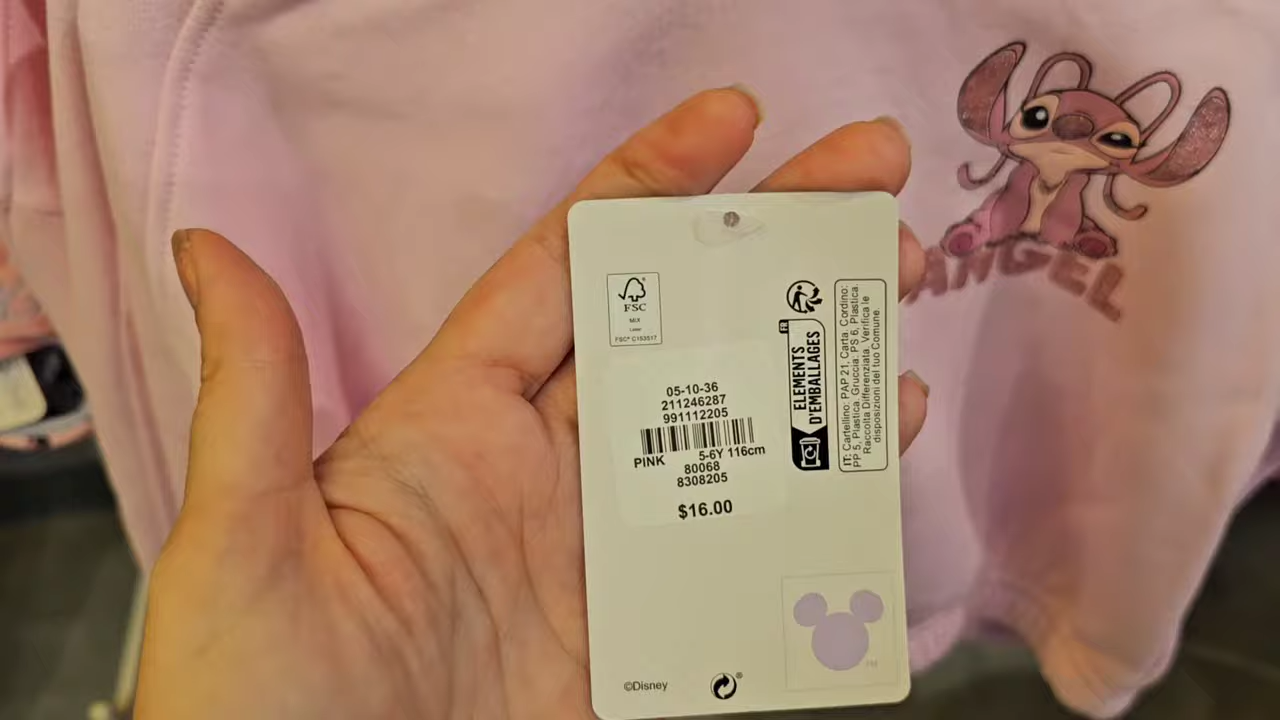 ANGEL
FSC
MIX
FSC® C153517
05-10-36
211246287
991112205
PINK 5-6Y 116cm
80068
8308205
$16.00
FR
ELEMENTS
D'EMBALLAGES
IT: Cartellino: PAP 21, Carta. Cordino:
PP 5, Plastica. Gruccia: PS 6, Plastica.
Raccolta Differenziata. Verifica le
disposizioni del tuo Comune.
©Disney